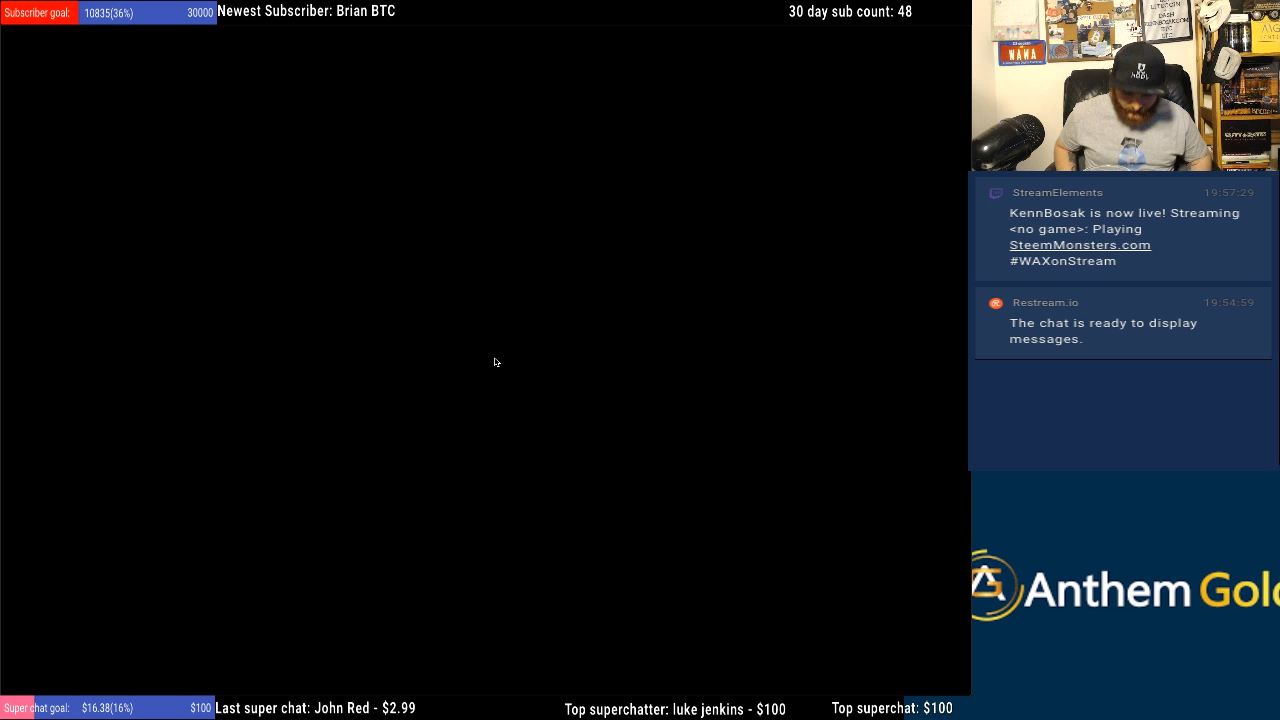 Subscriber goal: 10835(36%) 30000
Newest Subscriber: Brian BTC
30 day sub count: 48
WAWA
StreamElements 19:57:29
KennBosak is now live! Streaming
<no game>: Playing
SteemMonsters.com
#WAXonStream
Restream.io 19:54:59
The chat is ready to display
messages.
Anthem Gold
Super chat goal: $16.38(16%) $100
Last super chat: John Red - $2.99
Top superchatter: luke jenkins - $100
Top superchat: $100